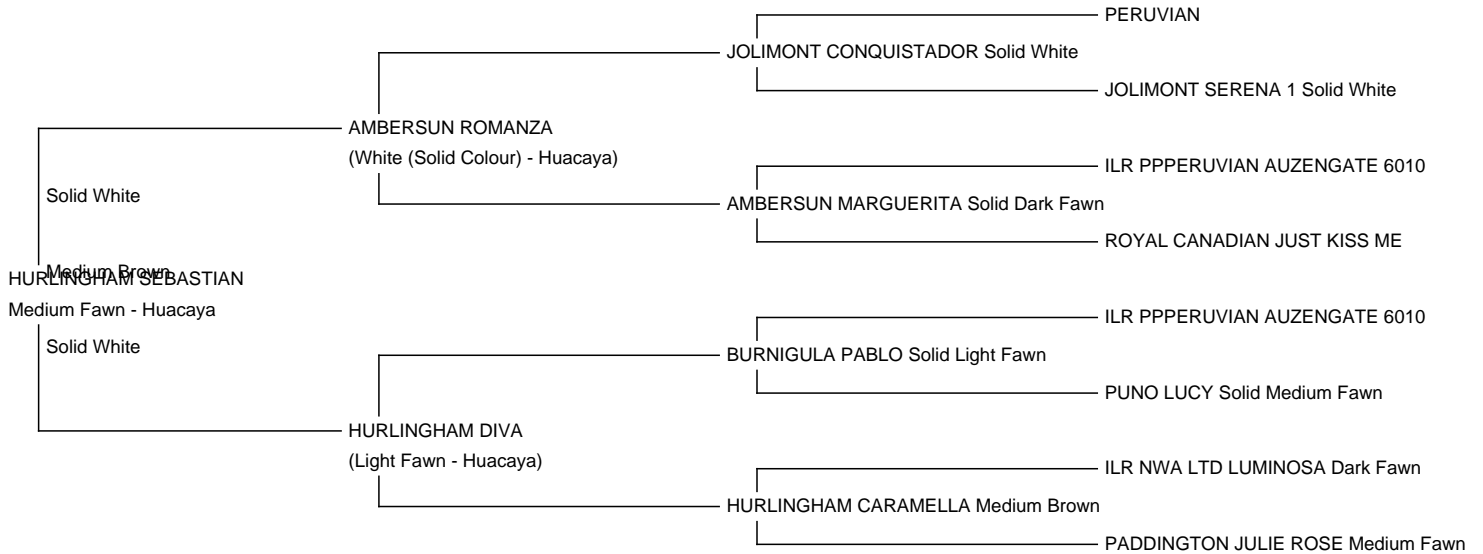 PERUVIAN
JOLIMONT CONQUISTADOR Solid White
JOLIMONT SERENA 1 Solid White
AMBERSUN ROMANZA
(White (Solid Colour) - Huacaya)
ILR PPPERUVIAN AUZENGATE 6010
Solid White
AMBERSUN MARGUERITA Solid Dark Fawn
ROYAL CANADIAN JUST KISS ME
Medium Brown
HURLINGHAM SEBASTIAN
Medium Fawn - Huacaya
ILR PPPERUVIAN AUZENGATE 6010
Solid White
BURNIGULA PABLO Solid Light Fawn
PUNO LUCY Solid Medium Fawn
HURLINGHAM DIVA
(Light Fawn - Huacaya)
ILR NWA LTD LUMINOSA Dark Fawn
HURLINGHAM CARAMELLA Medium Brown
PADDINGTON JULIE ROSE Medium Fawn